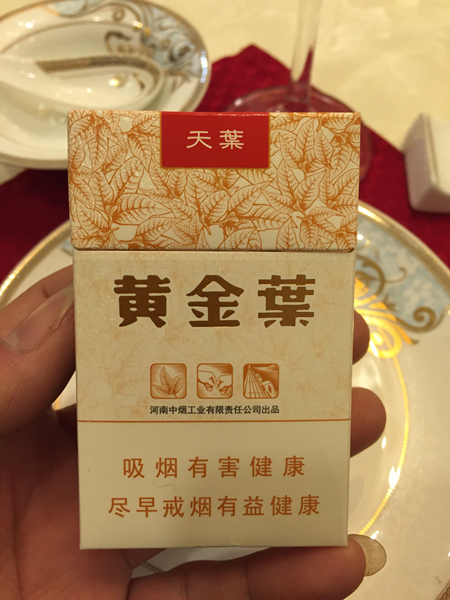 天葉
黄金葉
河南中烟工业有限责任公司出品
吸烟有害健康
尽早戒烟有益健康